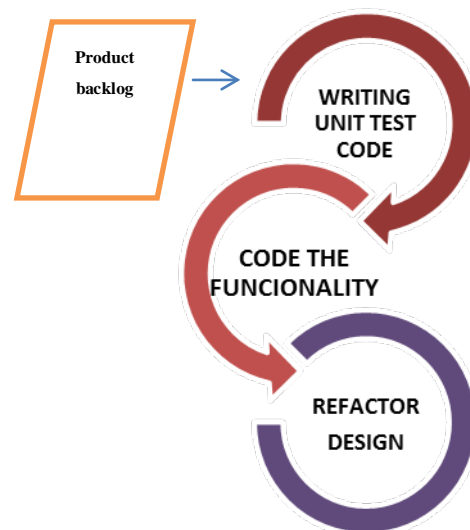 Product
backlog
WRITING
UNIT TEST
CODE
CODE THE
FUNCIONALITY
REFACTOR
DESIGN